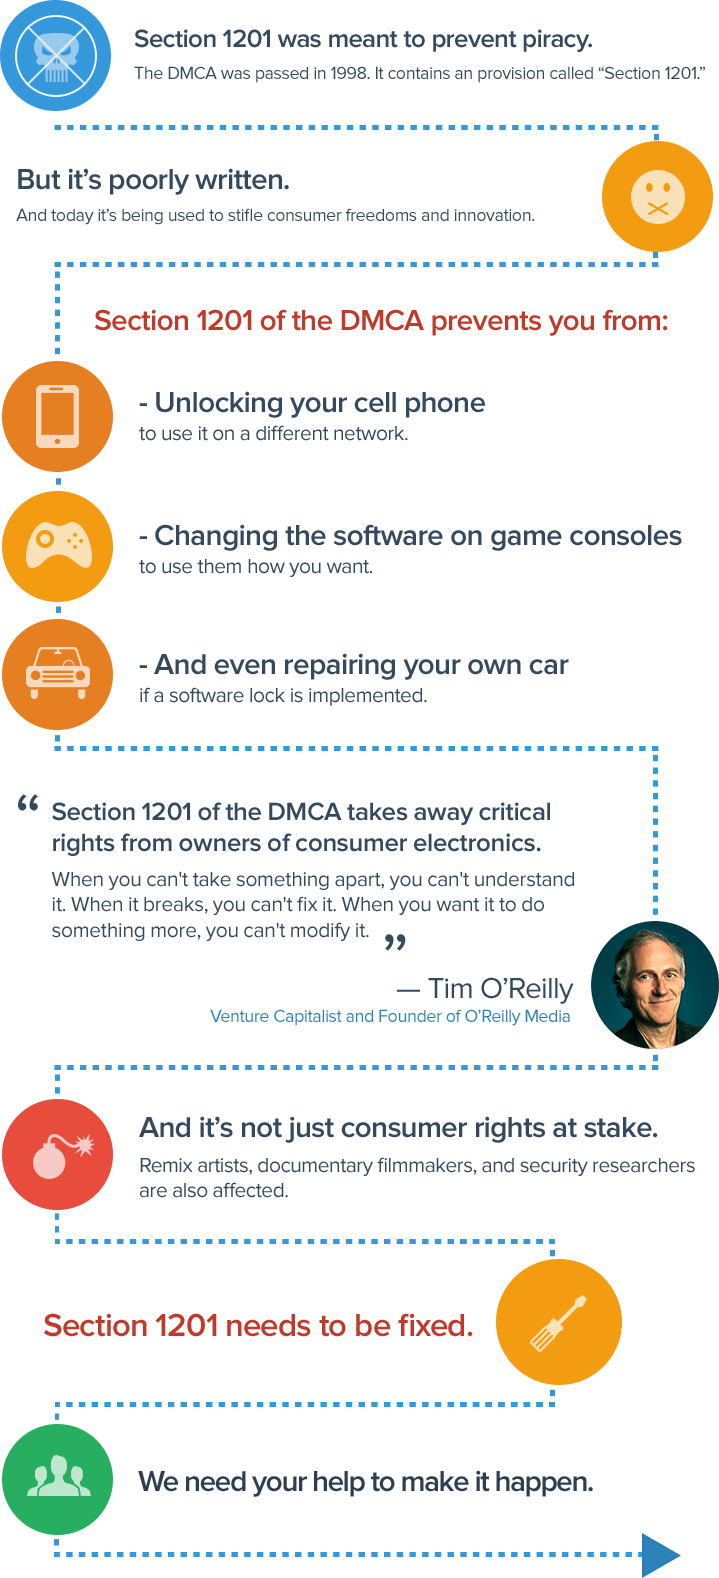 Section 1201 was meant to prevent piracy.
The DMCA was passed in 1998. It contains an provision called “Section 1201.”
But it’s poorly written.
And today it’s being used to stifle consumer freedoms and innovation.
Section 1201 of the DMCA prevents you from:
- Unlocking your cell phone
to use it on a different network.
- Changing the software on game consoles
to use them how you want.
- And even repairing your own car
if a software lock is implemented.
“ Section 1201 of the DMCA takes away critical
rights from owners of consumer electronics.
When you can't take something apart, you can't understand
it. When it breaks, you can't fix it. When you want it to do
something more, you can't modify it. ”
— Tim O’Reilly
Venture Capitalist and Founder of O’Reilly Media
And it’s not just consumer rights at stake.
Remix artists, documentary filmmakers, and security researchers
are also affected.
Section 1201 needs to be fixed.
We need your help to make it happen.